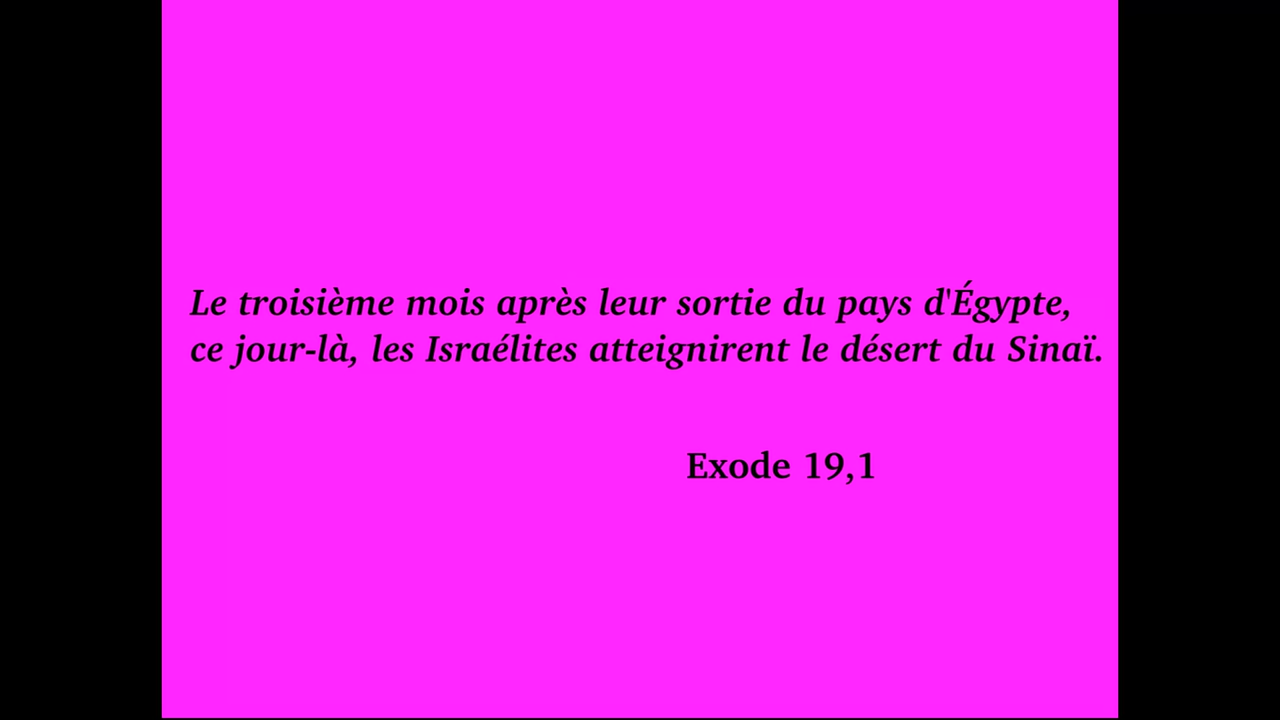 Le troisième mois après leur sortie du pays d'Égypte,
ce jour-là, les Israélites atteignirent le désert du Sinaï.
Exode 19,1